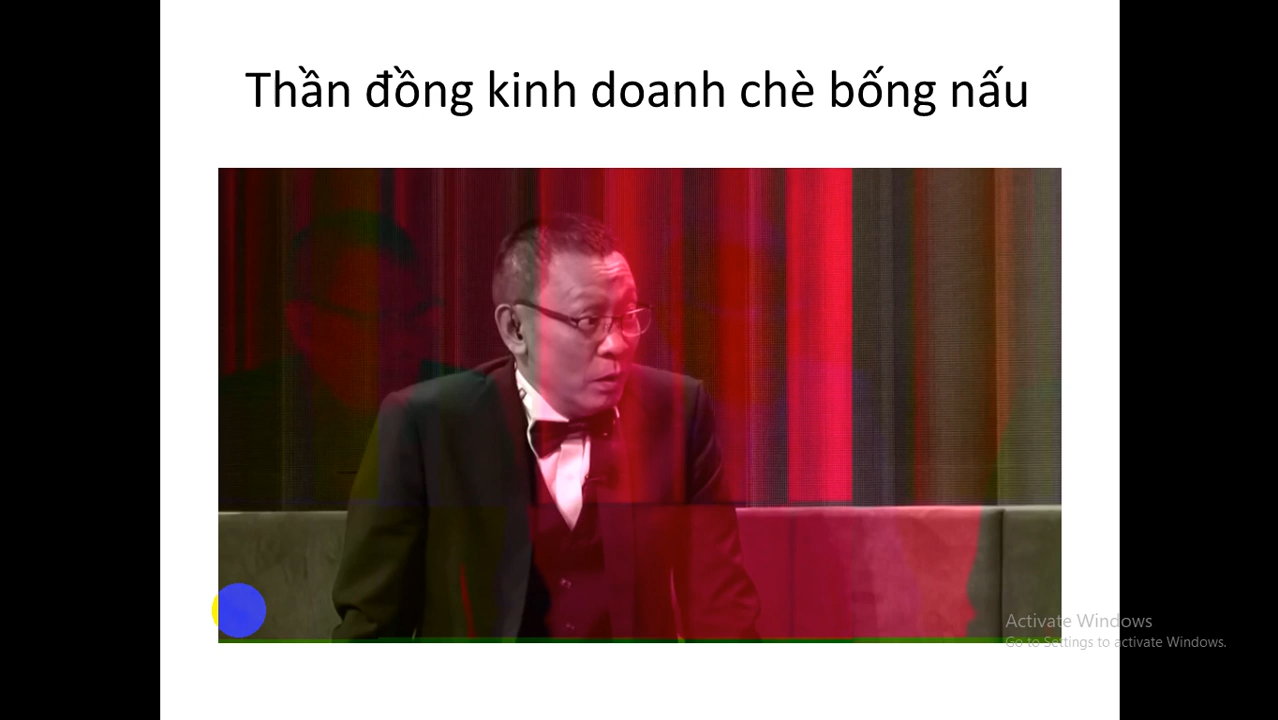 Thần đồng kinh doanh chè bống nấu
Activate Windows
Go to Settings to activate Windows.